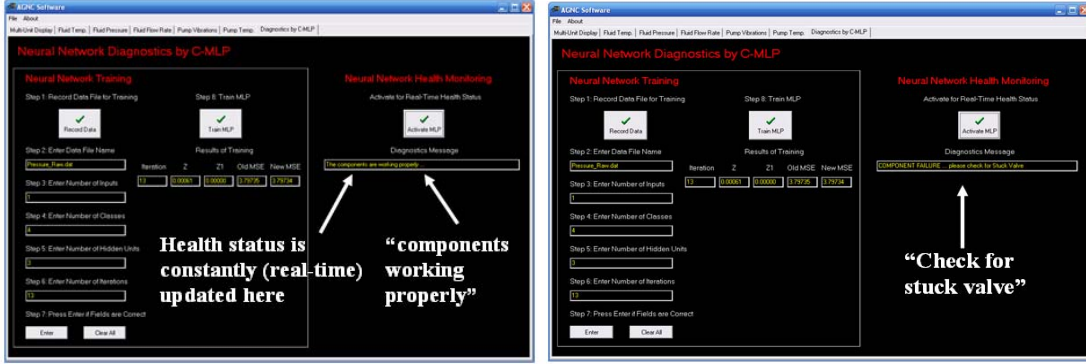 AGNC Software
File About
Multi-Unit Display Fluid Temp. Fluid Pressure Fluid Flow Rate Pump Vibrations Pump Temp. Diagnostics by C-MLP
Neural Network Diagnostics by C-MLP
Neural Network Training
Step 1: Record Data File for Training
Record Data
Step 2: Enter Data File Name
Pressure_Raw.dat
Step 3: Enter Number of Inputs
1
Step 4: Enter Number of Classes
4
Step 5: Enter Number of Hidden Units
3
Step 6: Enter Number of Iterations
13
Step 7: Press Enter if Fields are Correct
Enter Clear All
Step 8: Train MLP
Train MLP
Results of Training
Iteration Z Z1 Old MSE New MSE
13 0.00061 0.00000 3.79735 3.79734
Neural Network Health Monitoring
Activate for Real-Time Health Status
Activate MLP
Diagnostics Message
The components are working properly...
Health status is
constantly (real-time)
updated here
“components
working
properly”
AGNC Software
File About
Multi-Unit Display Fluid Temp. Fluid Pressure Fluid Flow Rate Pump Vibrations Pump Temp. Diagnostics by C-MLP
Neural Network Diagnostics by C-MLP
Neural Network Training
Step 1: Record Data File for Training
Record Data
Step 2: Enter Data File Name
Pressure_Raw.dat
Step 3: Enter Number of Inputs
1
Step 4: Enter Number of Classes
4
Step 5: Enter Number of Hidden Units
3
Step 6: Enter Number of Iterations
13
Step 7: Press Enter if Fields are Correct
Enter Clear All
Step 8: Train MLP
Train MLP
Results of Training
Iteration Z Z1 Old MSE New MSE
13 0.00061 0.00000 3.79735 3.79734
Neural Network Health Monitoring
Activate for Real-Time Health Status
Activate MLP
Diagnostics Message
COMPONENT FAILURE ... please check for Stuck Valve
“Check for
stuck valve”